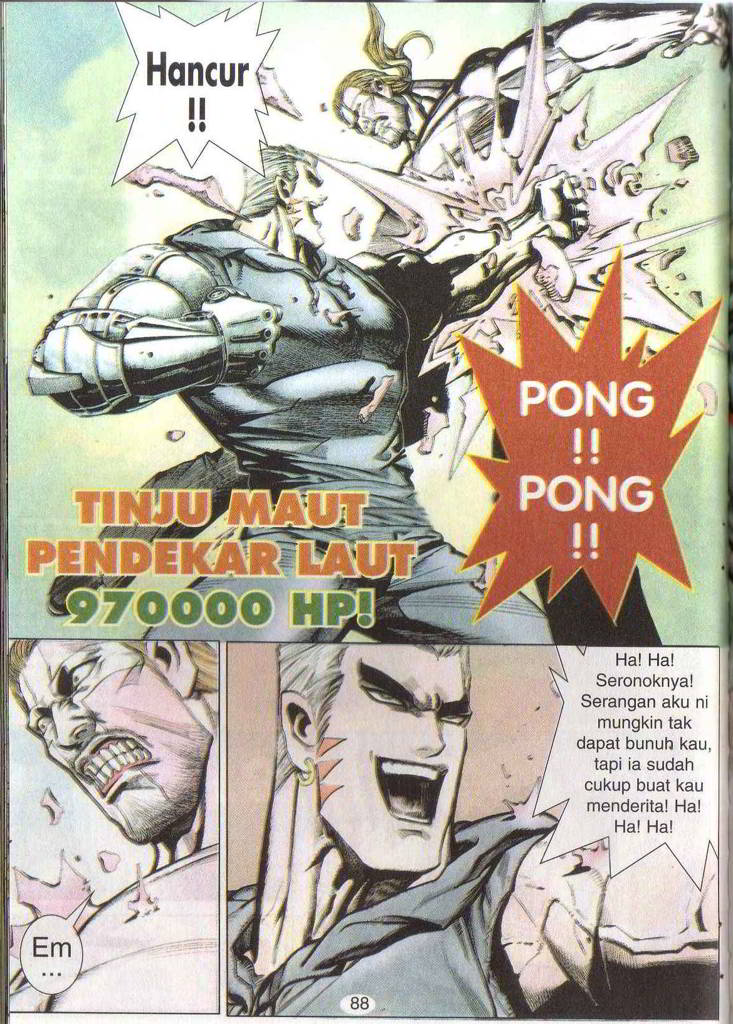 Hancur
!!
PONG
!!
PONG
!!
TINJU MAUT
PENDEKAR LAUT
970000 HP!
Ha! Ha!
Seronoknya!
Serangan aku ni
mungkin tak
dapat bunuh kau,
tapi ia sudah
cukup buat kau
menderita! Ha!
Ha! Ha!
Em
...
88